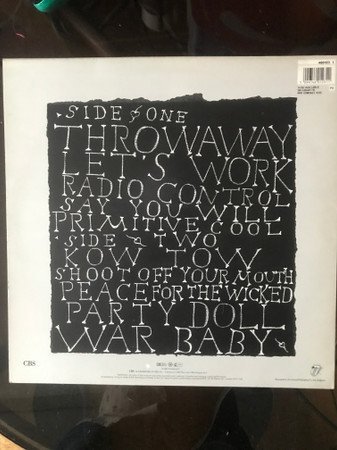 SIDE ONE
THROWAWAY
LET'S WORK
RADIO CONTROL
SAY YOU WILL
PRIMITIVE COOL
SIDE TWO
KOW TOW
SHOOT OFF YOUR MOUTH
PEACE FOR THE WICKED
PARTY DOLL
WAR BABY
CBS